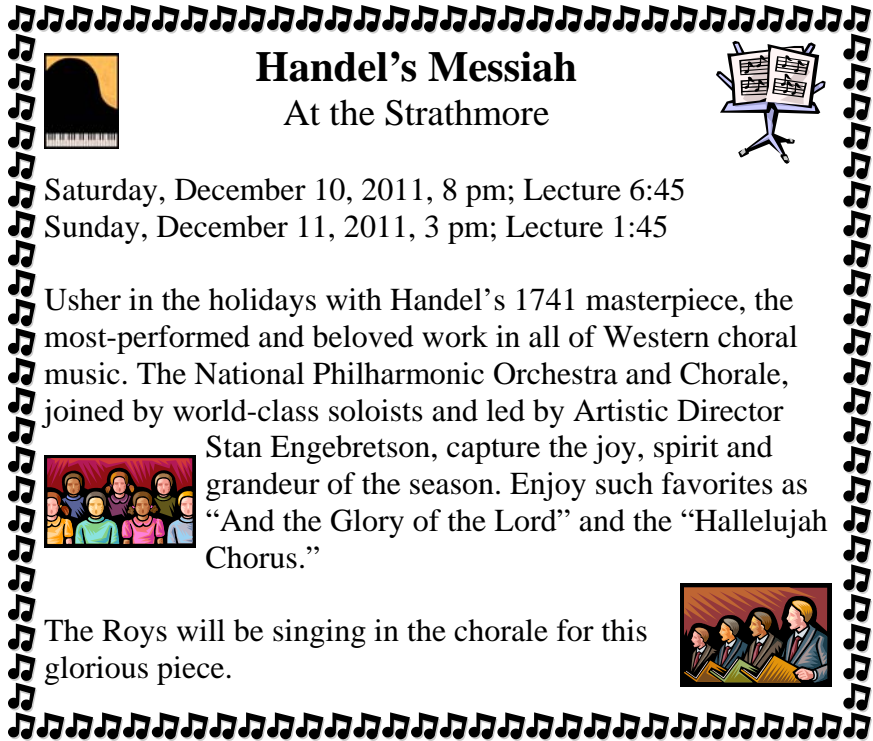 Handel’s Messiah
At the Strathmore
Saturday, December 10, 2011, 8 pm; Lecture 6:45
Sunday, December 11, 2011, 3 pm; Lecture 1:45
Usher in the holidays with Handel’s 1741 masterpiece, the
most-performed and beloved work in all of Western choral
music. The National Philharmonic Orchestra and Chorale,
joined by world-class soloists and led by Artistic Director
Stan Engebretson, capture the joy, spirit and
grandeur of the season. Enjoy such favorites as
“And the Glory of the Lord” and the “Hallelujah
Chorus.”
The Roys will be singing in the chorale for this
glorious piece.